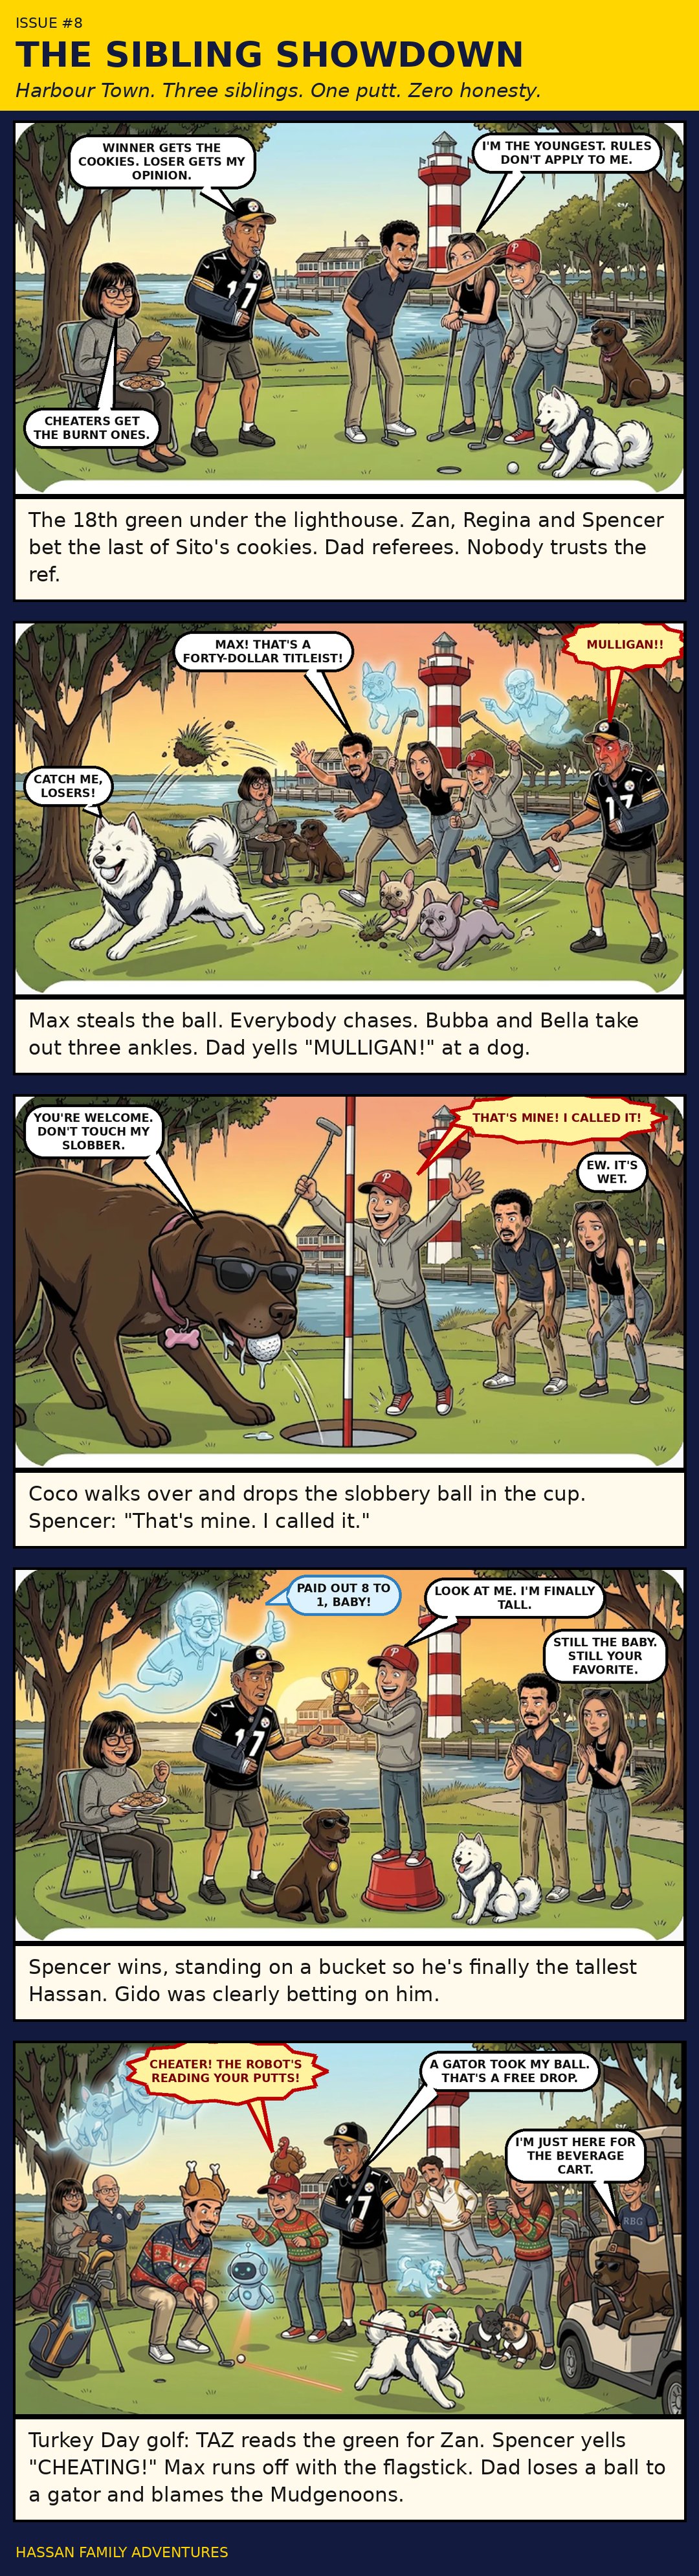 ISSUE #8
THE SIBLING SHOWDOWN
Harbour Town. Three siblings. One putt. Zero honesty.
WINNER GETS THE
COOKIES. LOSER GETS MY
OPINION.
I'M THE YOUNGEST. RULES
DON'T APPLY TO ME.
17
P
CHEATERS GET
THE BURNT ONES.
The 18th green under the lighthouse. Zan, Regina and Spencer
bet the last of Sito's cookies. Dad referees. Nobody trusts the
ref.
MAX! THAT'S A
FORTY-DOLLAR TITLEIST!
MULLIGAN!!
CATCH ME,
LOSERS!
17
Max steals the ball. Everybody chases. Bubba and Bella take
out three ankles. Dad yells "MULLIGAN!" at a dog.
YOU'RE WELCOME.
DON'T TOUCH MY
SLOBBER.
THAT'S MINE! I CALLED IT!
EW. IT'S
WET.
P
Coco walks over and drops the slobbery ball in the cup.
Spencer: "That's mine. I called it."
PAID OUT 8 TO
1, BABY!
LOOK AT ME. I'M FINALLY
TALL.
STILL THE BABY.
STILL YOUR
FAVORITE.
P
17
Spencer wins, standing on a bucket so he's finally the tallest
Hassan. Gido was clearly betting on him.
CHEATER! THE ROBOT'S
READING YOUR PUTTS!
A GATOR TOOK MY BALL.
THAT'S A FREE DROP.
I'M JUST HERE FOR
THE BEVERAGE
CART.
7
RBG
Turkey Day golf: TAZ reads the green for Zan. Spencer yells
"CHEATING!" Max runs off with the flagstick. Dad loses a ball to
a gator and blames the Mudgenoons.
HASSAN FAMILY ADVENTURES